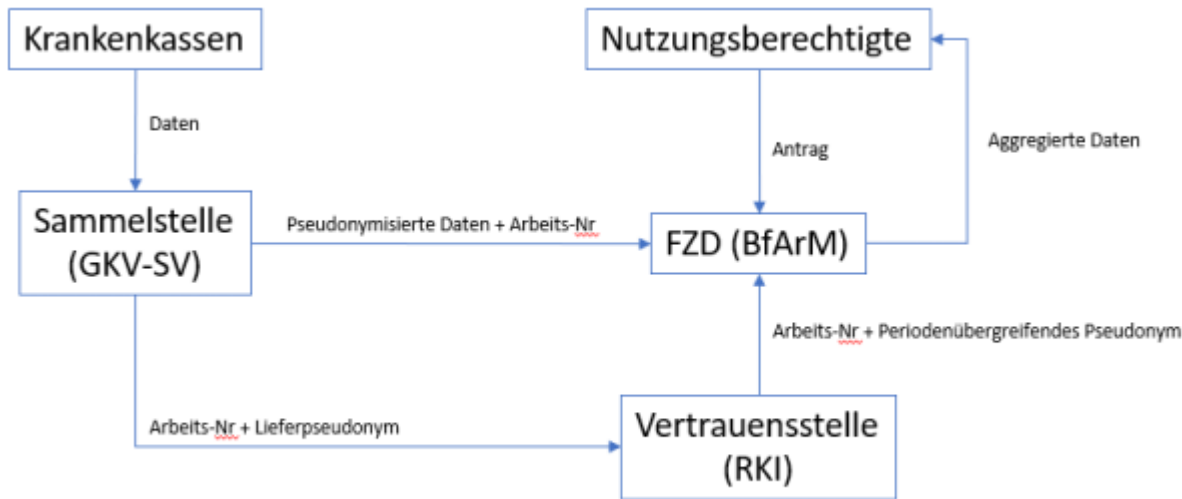 Krankenkassen
Nutzungsberechtigte
Daten
Antrag
Aggregierte Daten
Sammelstelle
(GKV-SV)
Pseudonymisierte Daten + Arbeits-Nr
FZD (BfArM)
Arbeits-Nr + Periodenübergreifendes Pseudonym
Arbeits-Nr + Lieferpseudonym
Vertrauensstelle
(RKI)